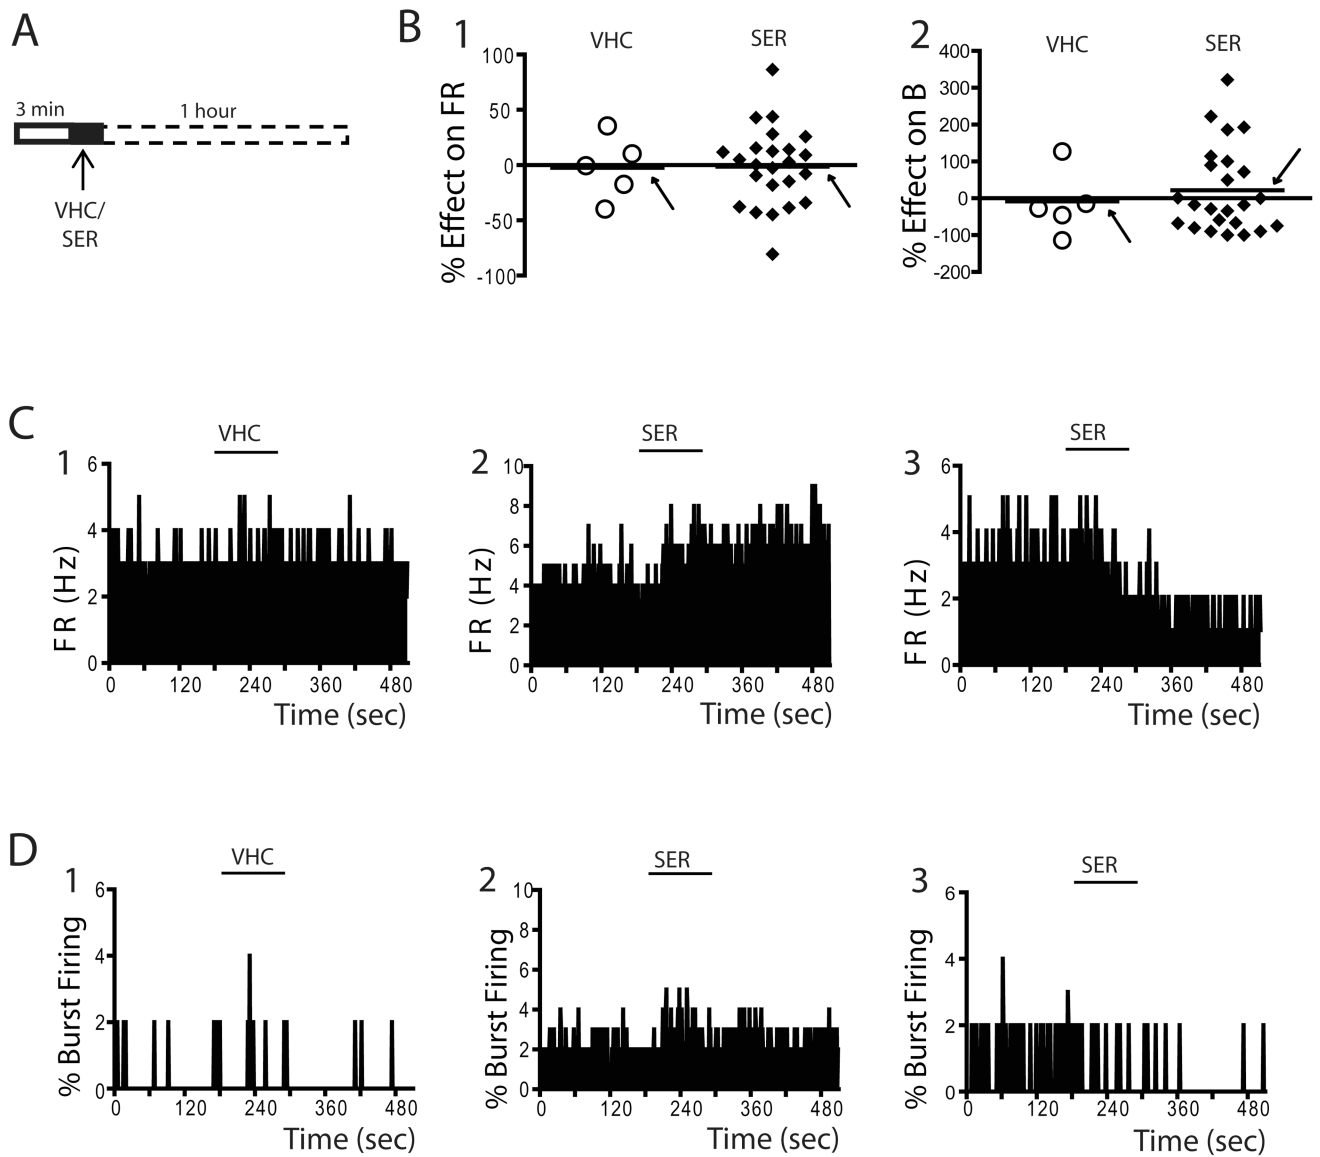 A
3 min
1 hour
VHC/
SER
B
1
VHC
SER
% Effect on FR
100
50
0
-50
-100
2
VHC
SER
% Effect on B
400
300
200
100
0
-100
-200
C
1
VHC
FR (Hz)
6
4
2
0
0 120 240 360 480
Time (sec)
2
SER
FR (Hz)
10
8
6
4
2
0
0 120 240 360 480
Time (sec)
3
SER
FR (Hz)
6
4
2
0
0 120 240 360 480
Time (sec)
D
1
VHC
% Burst Firing
6
4
2
0
0 120 240 360 480
Time (sec)
2
SER
% Burst Firing
10
8
6
4
2
0
0 120 240 360 480
Time (sec)
3
SER
% Burst Firing
6
4
2
0
0 120 240 360 480
Time (sec)